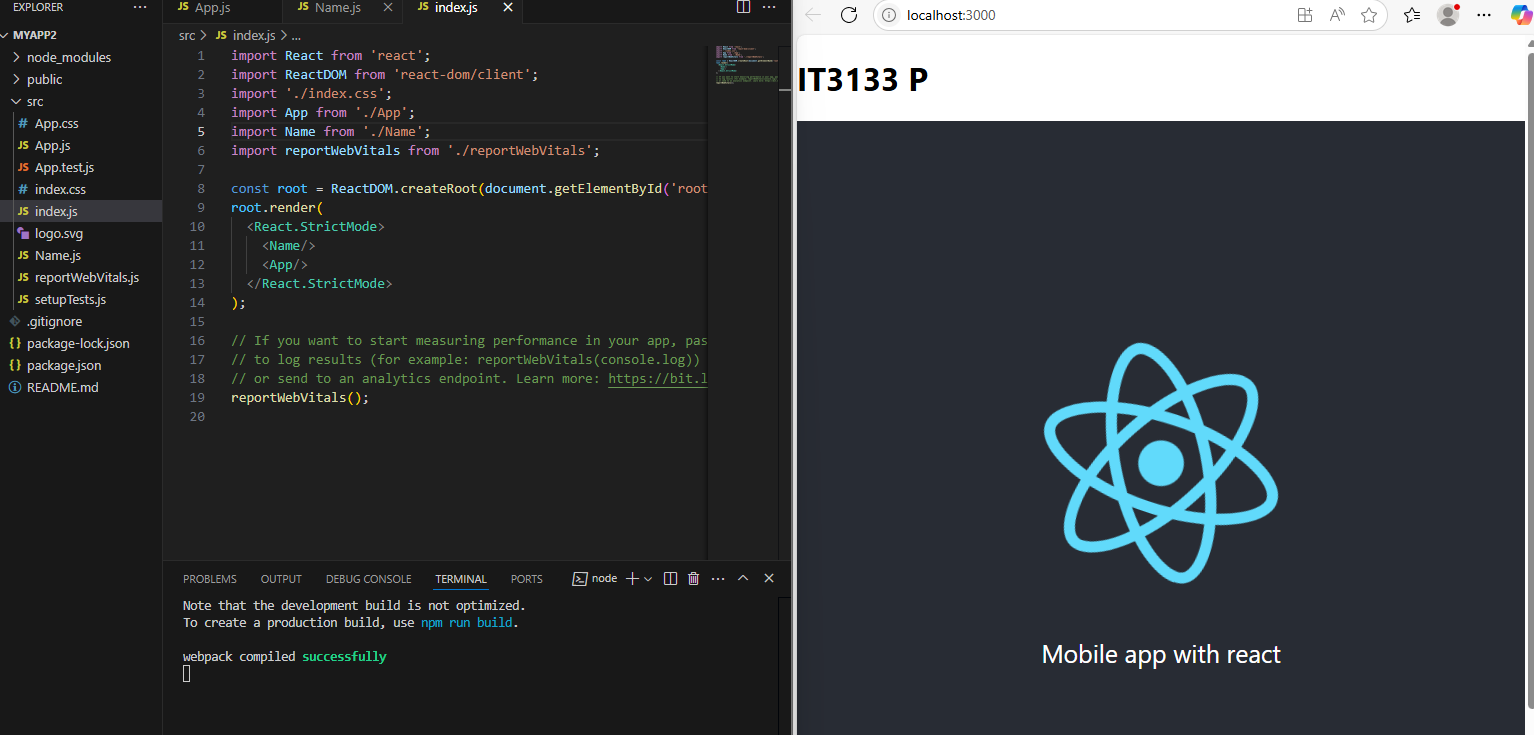 EXPLORER
MYAPP2
node_modules
public
src
App.css
App.js
App.test.js
index.css
index.js
logo.svg
Name.js
reportWebVitals.js
setupTests.js
.gitignore
package-lock.json
package.json
README.md
App.js Name.js index.js
src > index.js > ...
1 import React from 'react';
2 import ReactDOM from 'react-dom/client';
3 import './index.css';
4 import App from './App';
5 import Name from './Name';
6 import reportWebVitals from './reportWebVitals';
7
8 const root = ReactDOM.createRoot(document.getElementById('root
9 root.render(
10 <React.StrictMode>
11 <Name/>
12 <App/>
13 </React.StrictMode>
14 );
15
16 // If you want to start measuring performance in your app, pas
17 // to log results (for example: reportWebVitals(console.log))
18 // or send to an analytics endpoint. Learn more: https://bit.l
19 reportWebVitals();
20
PROBLEMS OUTPUT DEBUG CONSOLE TERMINAL PORTS node
Note that the development build is not optimized.
To create a production build, use npm run build.
webpack compiled successfully
localhost:3000
IT3133 P
Mobile app with react